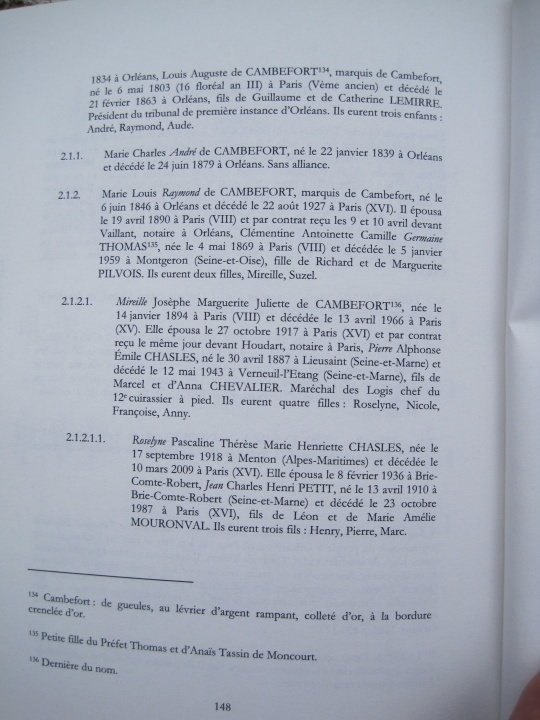 1834 à Orléans, Louis Auguste de CAMBEFORT¹³⁴, marquis de Cambefort,
né le 6 mai 1803 (16 floréal an III) à Paris (Vème ancien) et décédé le
21 février 1863 à Orléans, fils de Guillaume et de Catherine LEMIRRE.
Président du tribunal de première instance d'Orléans. Ils eurent trois enfants :
André, Raymond, Aude.
2.1.1. Marie Charles André de CAMBEFORT, né le 22 janvier 1839 à Orléans
et décédé le 24 juin 1879 à Orléans. Sans alliance.
2.1.2. Marie Louis Raymond de CAMBEFORT, marquis de Cambefort, né le
6 juin 1846 à Orléans et décédé le 22 août 1927 à Paris (XVI). Il épousa
le 19 avril 1890 à Paris (VIII) et par contrat reçu les 9 et 10 avril devant
Vaillant, notaire à Orléans, Clémentine Antoinette Camille Germaine
THOMAS¹³⁵, née le 4 mai 1869 à Paris (VIII) et décédée le 5 janvier
1959 à Montgeron (Seine-et-Oise), fille de Richard et de Marguerite
PILVOIS. Ils eurent deux filles, Mireille, Suzel.
2.1.2.1. Mireille Josèphe Marguerite Juliette de CAMBEFORT¹³⁶, née le
14 janvier 1894 à Paris (VIII) et décédée le 13 avril 1966 à Paris
(XV). Elle épousa le 27 octobre 1917 à Paris (XVI) et par contrat
reçu le même jour devant Houdart, notaire à Paris, Pierre Alphonse
Émile CHASLES, né le 30 avril 1887 à Lieusaint (Seine-et-Marne) et
décédé le 12 mai 1943 à Verneuil-l'Etang (Seine-et-Marne), fils de
Marcel et d'Anna CHEVALIER. Maréchal des Logis chef du
12ᵉ cuirassier à pied. Ils eurent quatre filles : Roselyne, Nicole,
Françoise, Anny.
2.1.2.1.1. Roselyne Pascaline Thérèse Marie Henriette CHASLES, née le
17 septembre 1918 à Menton (Alpes-Maritimes) et décédée le
10 mars 2009 à Paris (XVI). Elle épousa le 8 février 1936 à Brie-
Comte-Robert, Jean Charles Henri PETIT, né le 13 avril 1910 à
Brie-Comte-Robert (Seine-et-Marne) et décédé le 23 octobre
1987 à Paris (XVI), fils de Léon et de Marie Amélie
MOURONVAL. Ils eurent trois fils : Henry, Pierre, Marc.
¹³⁴ Cambefort : de gueules, au lévrier d'argent rampant, colleté d'or, à la bordure
crenelée d'or.
¹³⁵ Petite fille du Préfet Thomas et d'Anaïs Tassin de Moncourt.
¹³⁶ Dernière du nom.
148